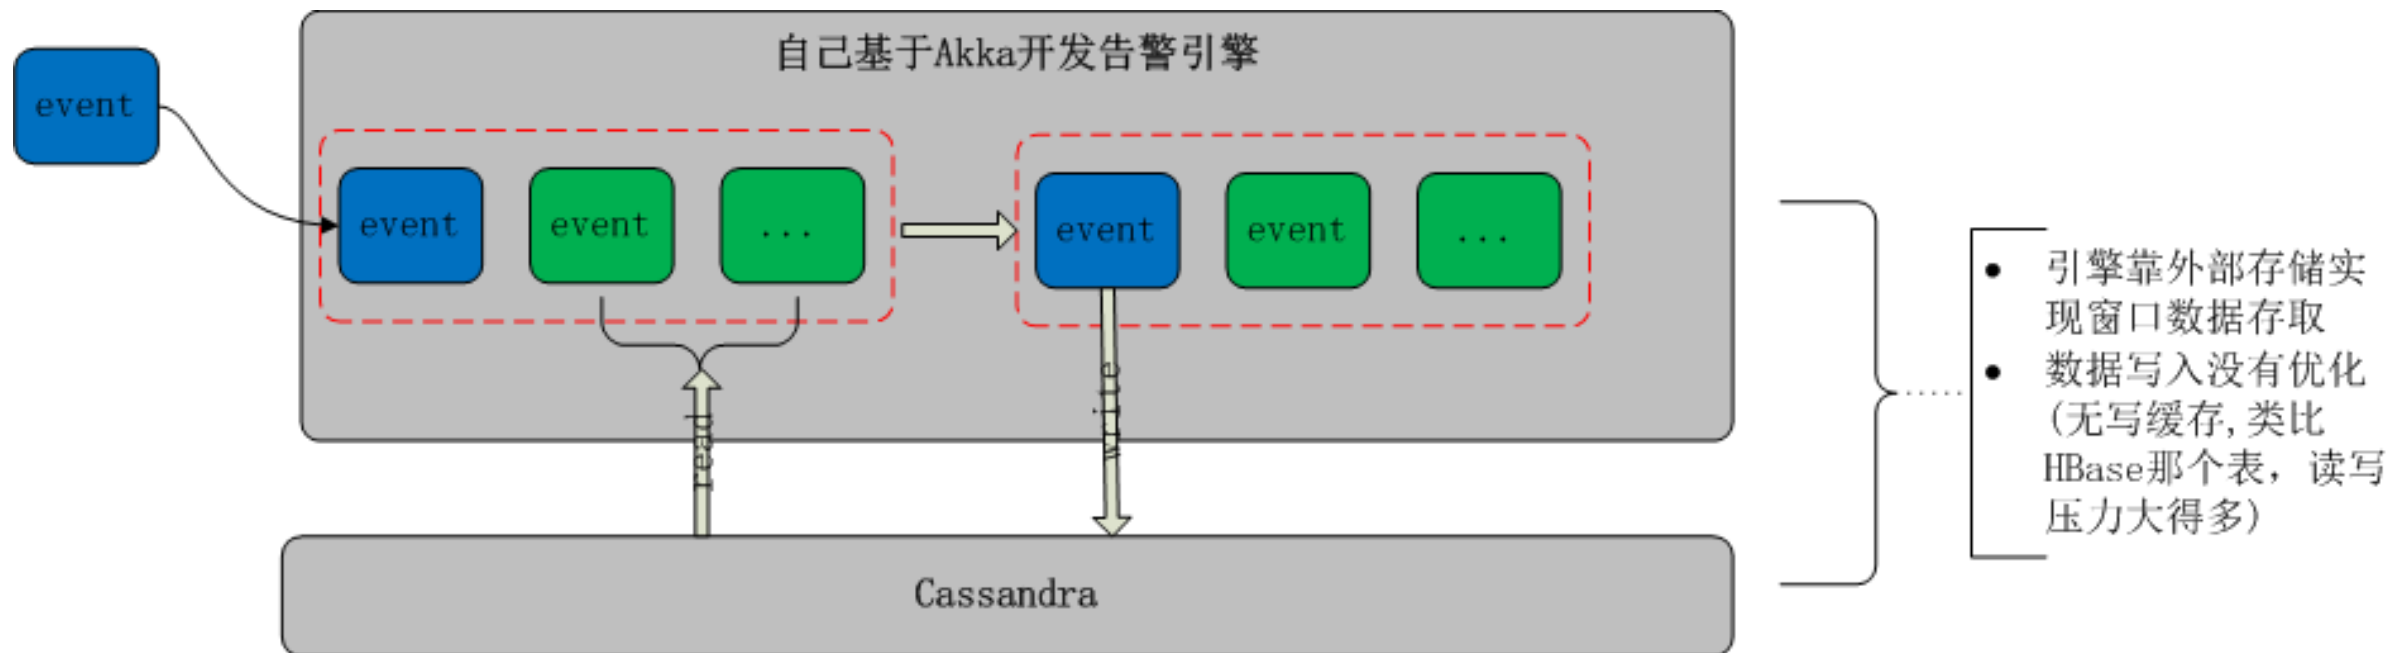 自己基于Akka开发告警引擎
event
event
event
...
event
event
...
read
write
Cassandra
● 引擎靠外部存储实
现窗口数据存取
● 数据写入没有优化
(无写缓存,类比
HBase那个表，读写
压力大得多)